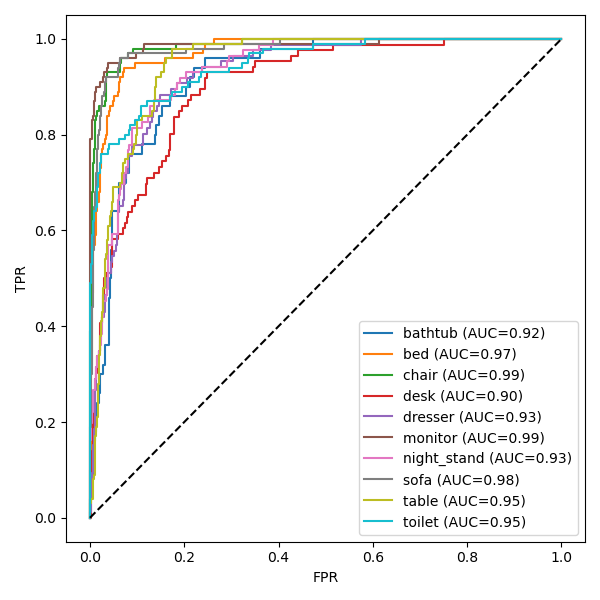 1.0
0.8
0.6
0.4
0.2
0.0
TPR
bathtub (AUC=0.92)
bed (AUC=0.97)
chair (AUC=0.99)
desk (AUC=0.90)
dresser (AUC=0.93)
monitor (AUC=0.99)
night_stand (AUC=0.93)
sofa (AUC=0.98)
table (AUC=0.95)
toilet (AUC=0.95)
0.0 0.2 0.4 0.6 0.8 1.0
FPR